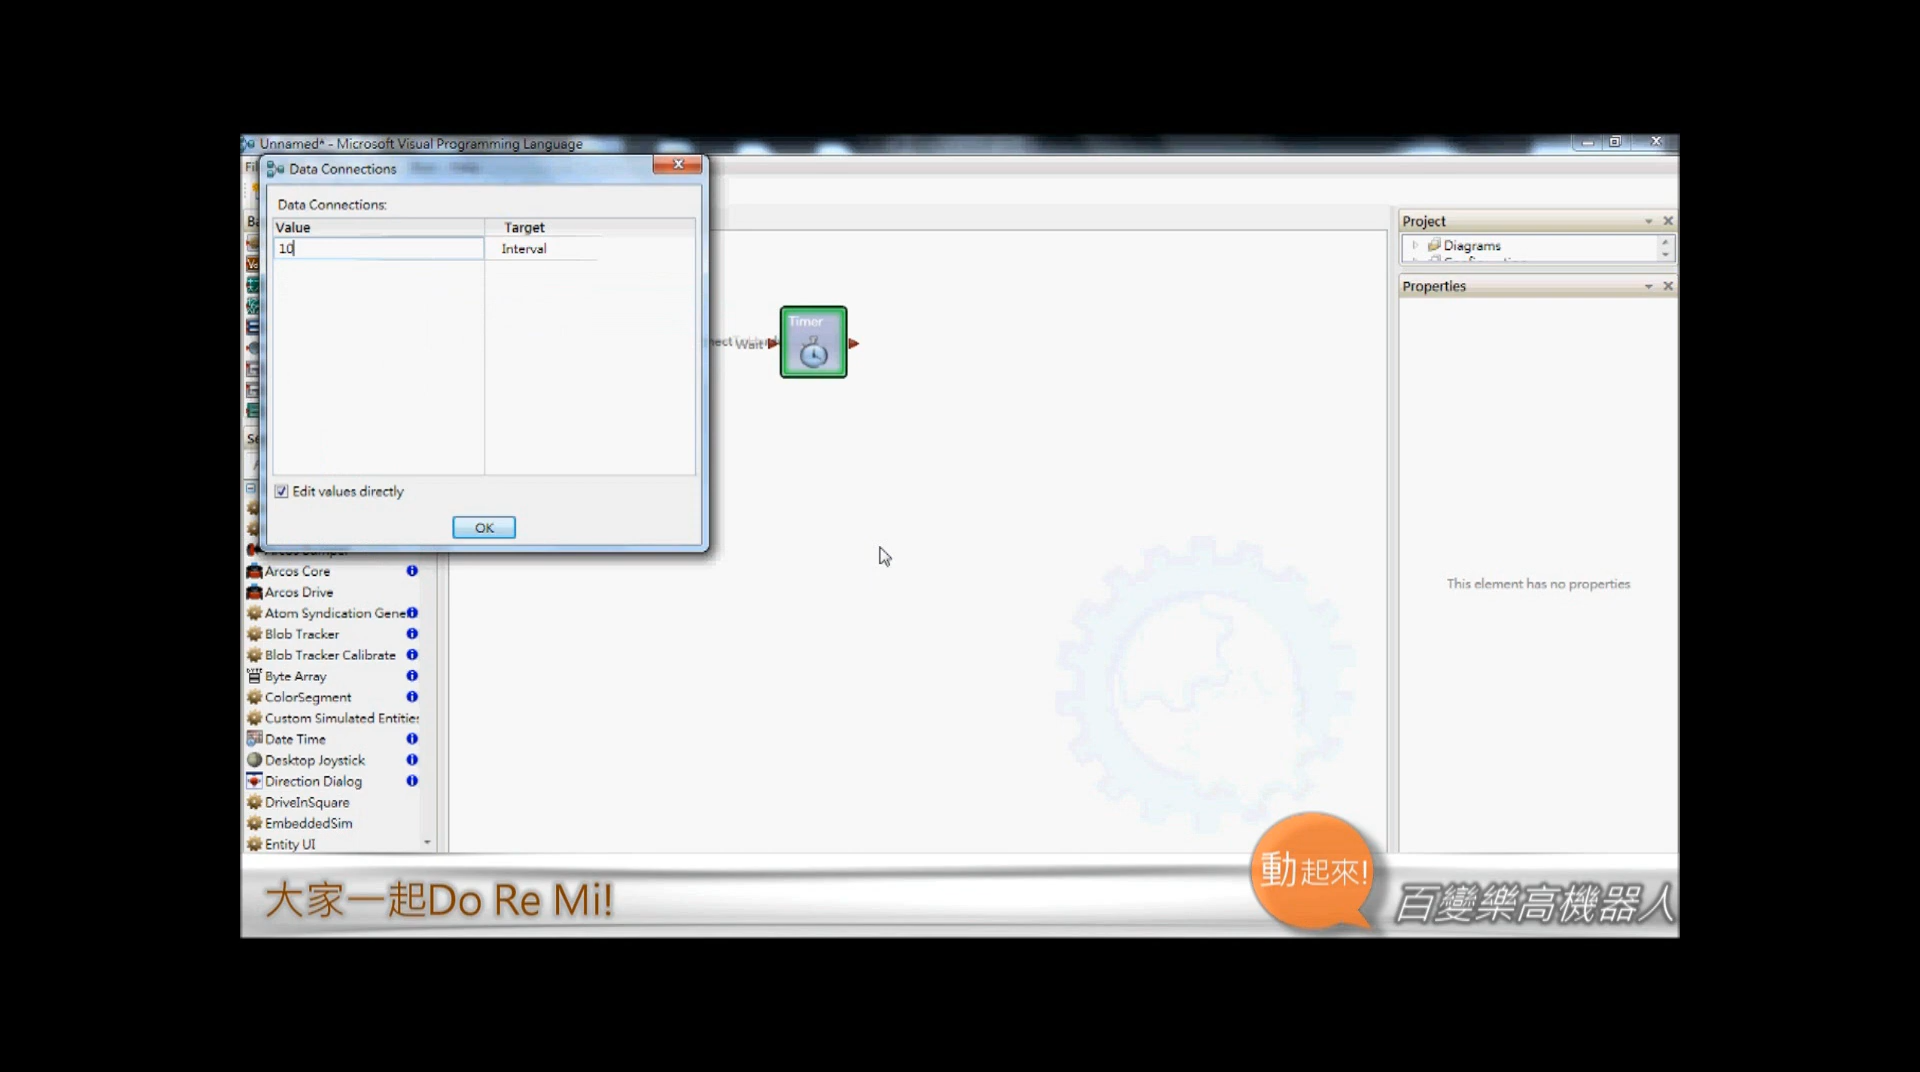 Unnamed* - Microsoft Visual Programming Language
Data Connections
Data Connections:
Value
Target
10
Interval
Edit values directly
OK
Wait
Timer
Project
Diagrams
Properties
This element has no properties
Arcos Core
Arcos Drive
Atom Syndication Gene
Blob Tracker
Blob Tracker Calibrate
Byte Array
ColorSegment
Custom Simulated Entities
Date Time
Desktop Joystick
Direction Dialog
DriveInSquare
EmbeddedSim
Entity UI
大家一起Do Re Mi!
動起來!
百變樂高機器人